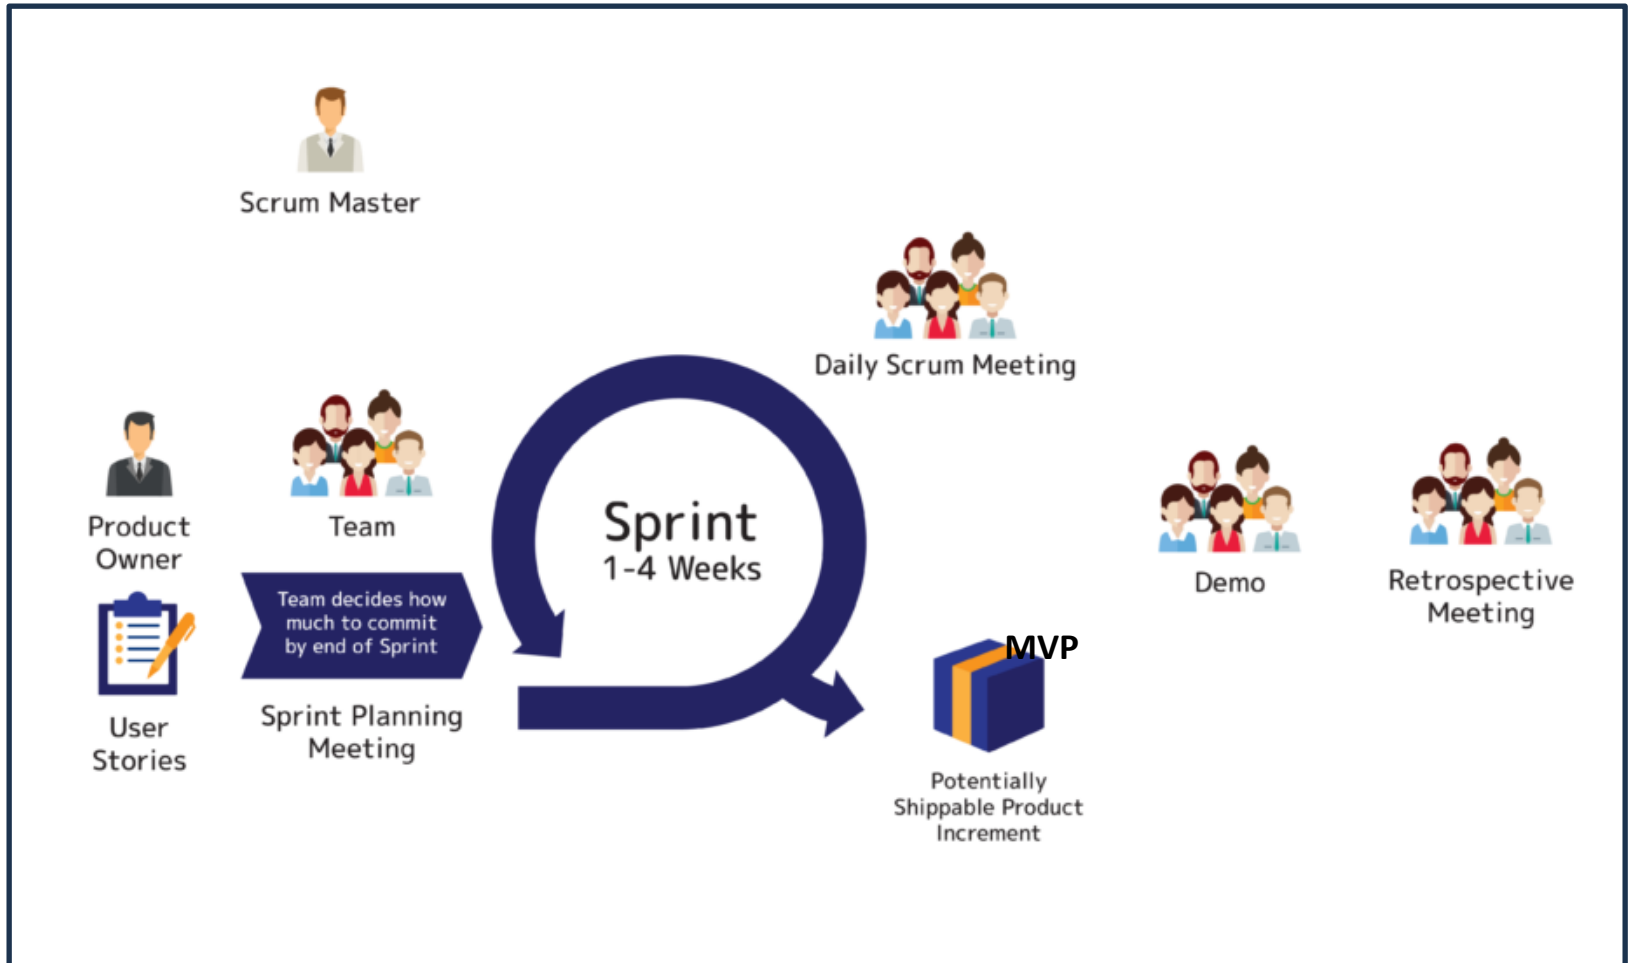 Scrum Master
Daily Scrum Meeting
Product
Owner
Team
Sprint
1-4 Weeks
Demo
Retrospective
Meeting
Team decides how
much to commit
by end of Sprint
MVP
User
Stories
Sprint Planning
Meeting
Potentially
Shippable Product
Increment